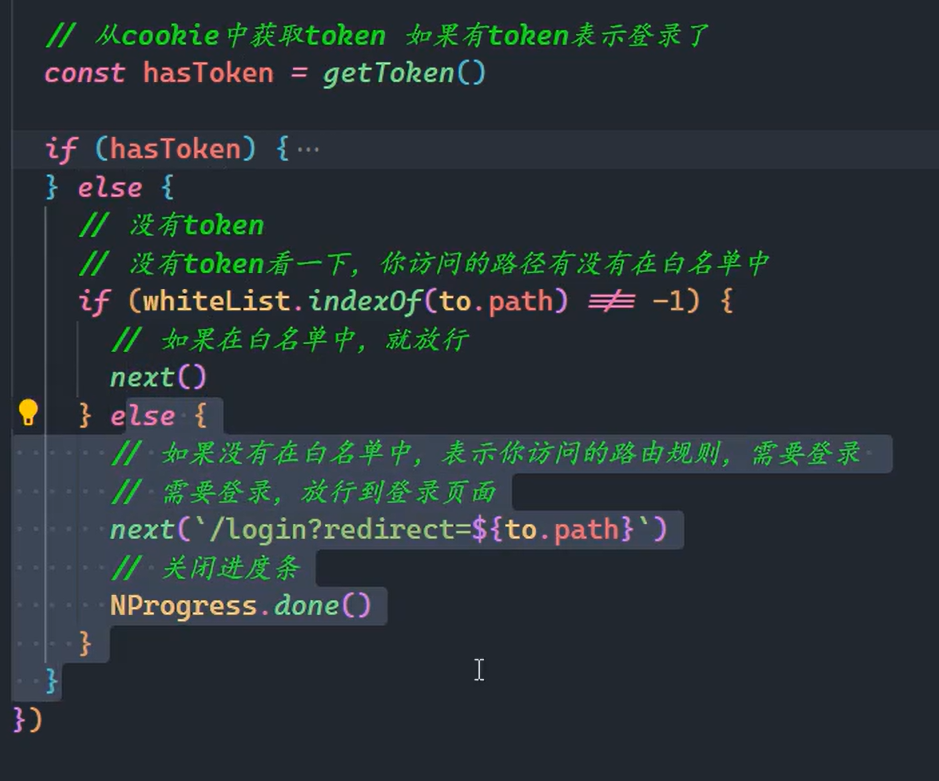 // 从cookie中获取token 如果有token表示登录了
const hasToken = getToken()
if (hasToken) {···
} else {
// 没有token
// 没有token看一下，你访问的路径有没有在白名单中
if (whiteList.indexOf(to.path) !== -1) {
// 如果在白名单中，就放行
next()
} else {
// 如果没有在白名单中，表示你访问的路由规则，需要登录
// 需要登录，放行到登录页面
next(`/login?redirect=${to.path}`)
// 关闭进度条
NProgress.done()
}
}
})